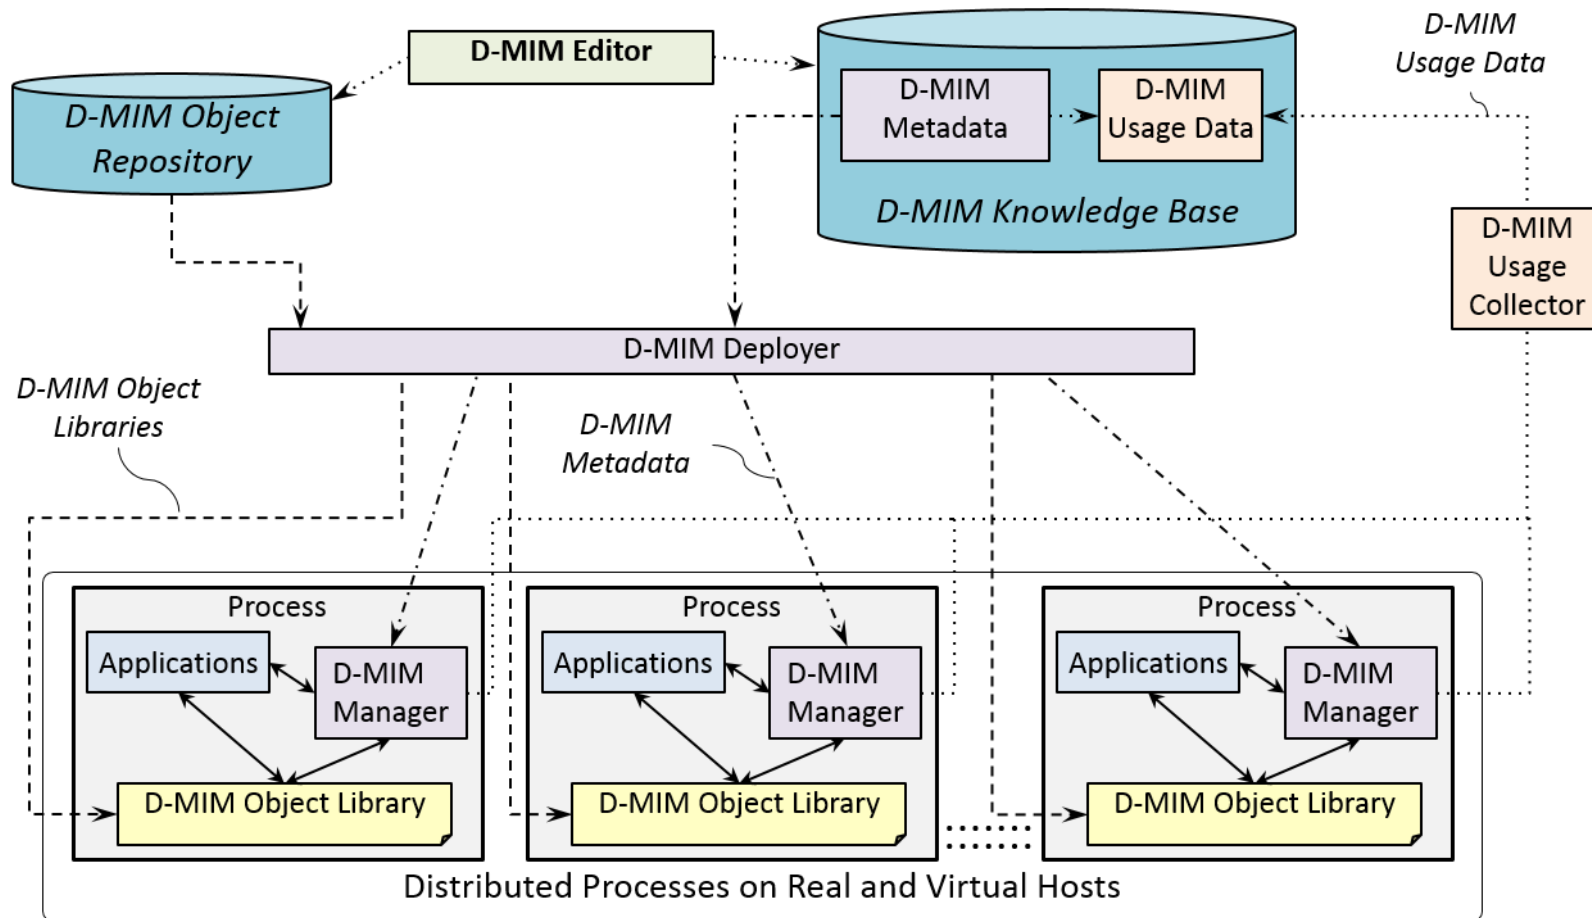 D-MIM Editor
D-MIM
Usage Data
D-MIM Object
Repository
D-MIM
Metadata
D-MIM
Usage Data
D-MIM Knowledge Base
D-MIM
Usage
Collector
D-MIM Deployer
D-MIM Object
Libraries
D-MIM
Metadata
Process
Applications
D-MIM
Manager
D-MIM Object Library
Process
Applications
D-MIM
Manager
D-MIM Object Library
Process
Applications
D-MIM
Manager
D-MIM Object Library
Distributed Processes on Real and Virtual Hosts